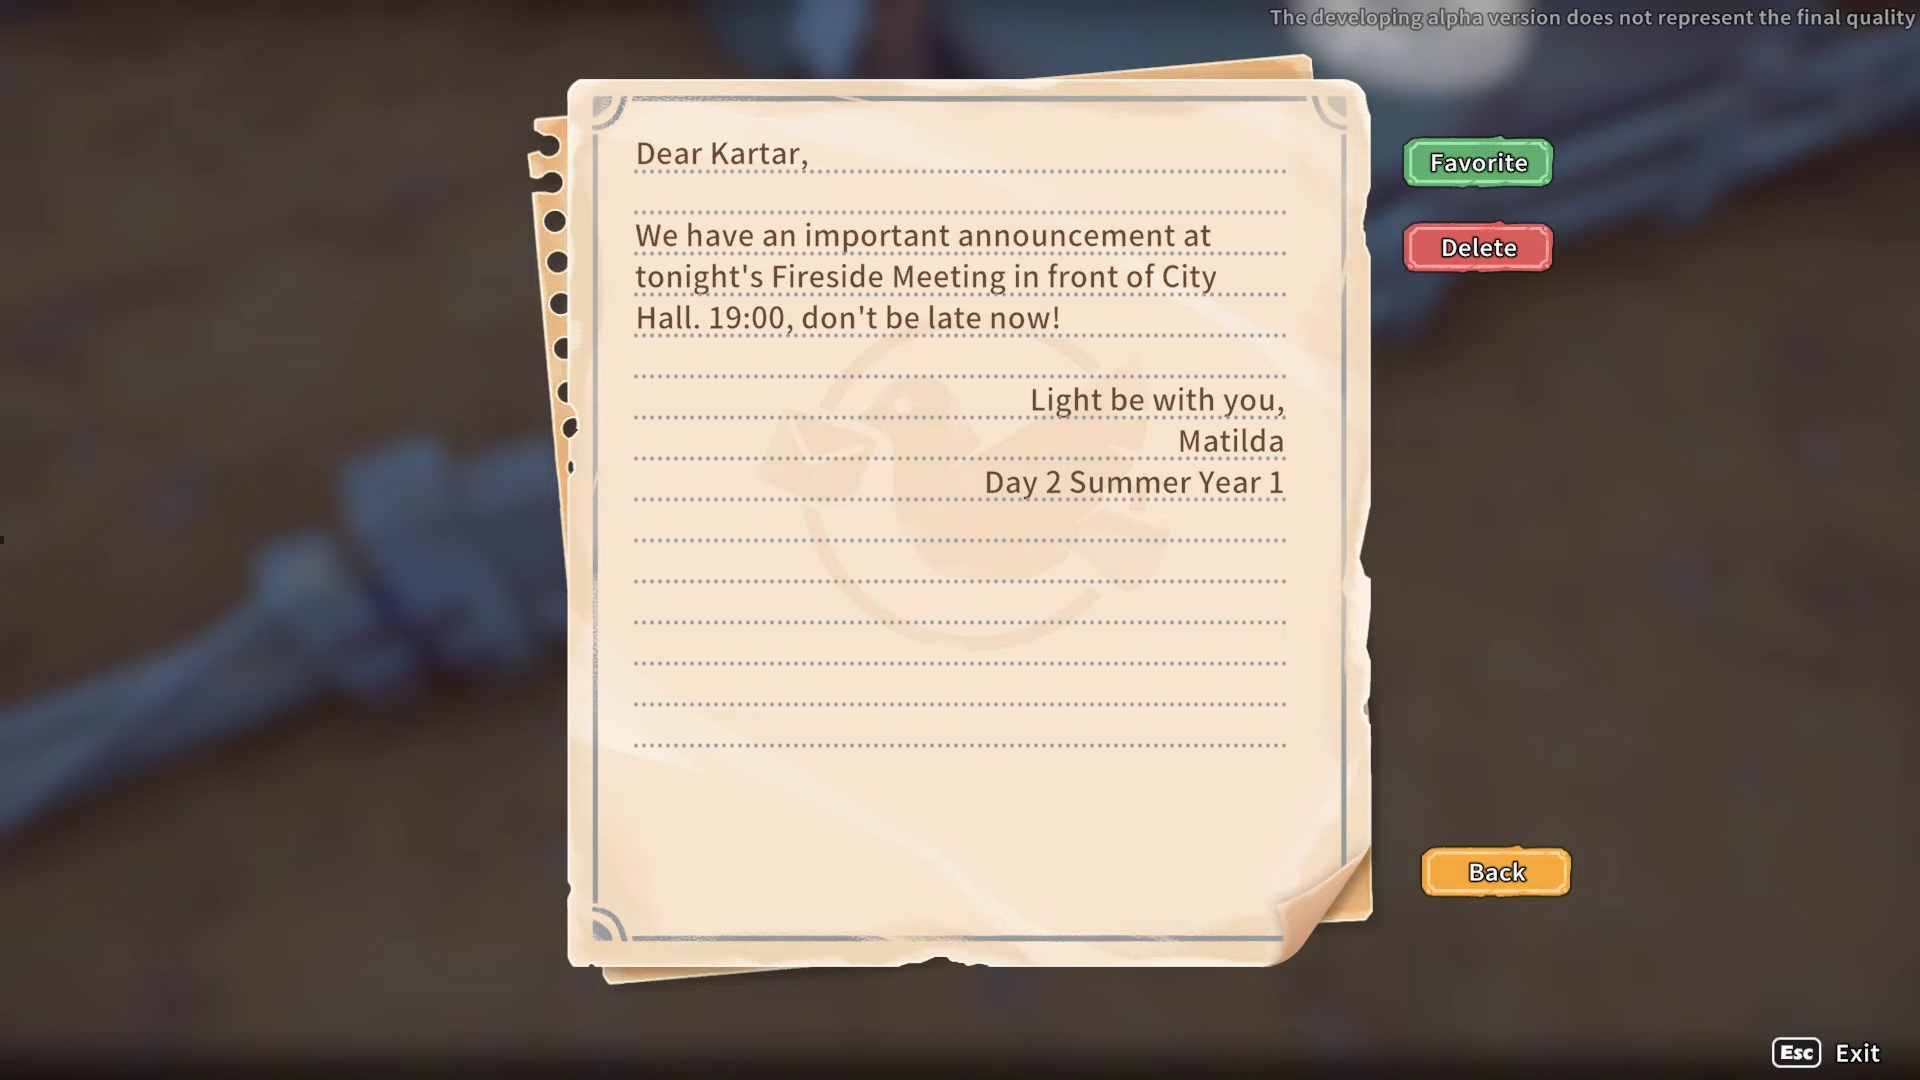 The developing alpha version does not represent the final quality
Dear Kartar,
We have an important announcement at
tonight's Fireside Meeting in front of City
Hall. 19:00, don't be late now!
Light be with you,
Matilda
Day 2 Summer Year 1
Favorite
Delete
Back
Esc Exit